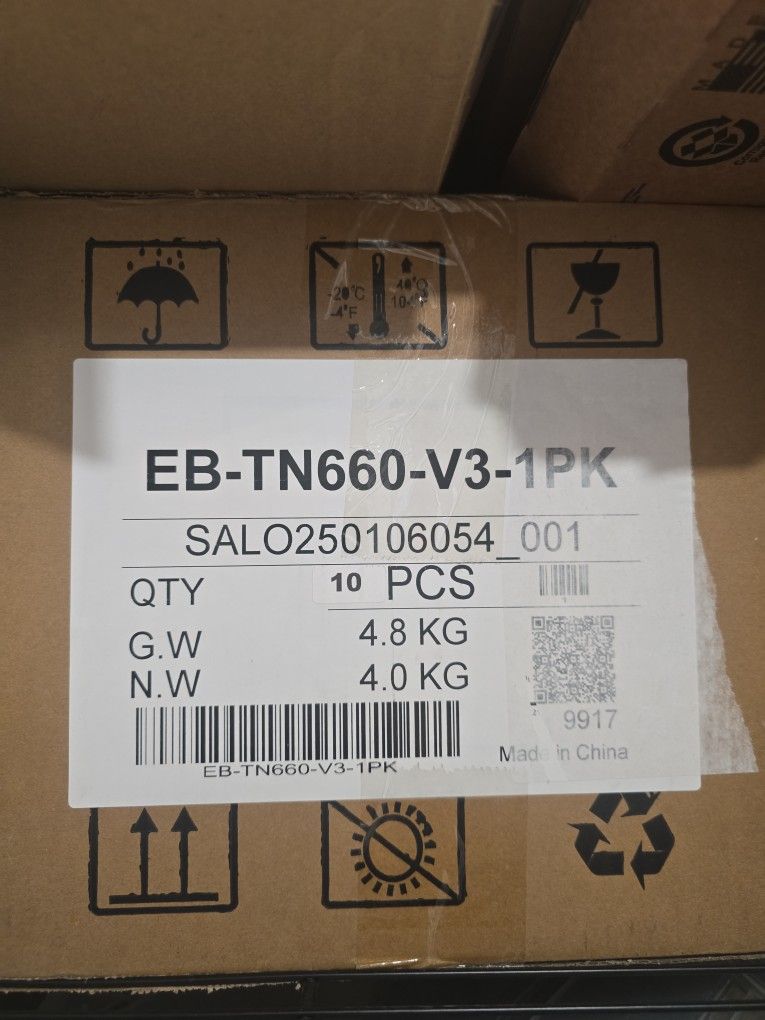 -20°C
-4°F
40°C
EB-TN660-V3-1PK
SALO250106054_001
QTY 10 PCS
G.W 4.8 KG
N.W 4.0 KG
9917
EB-TN660-V3-1PK
Made in China